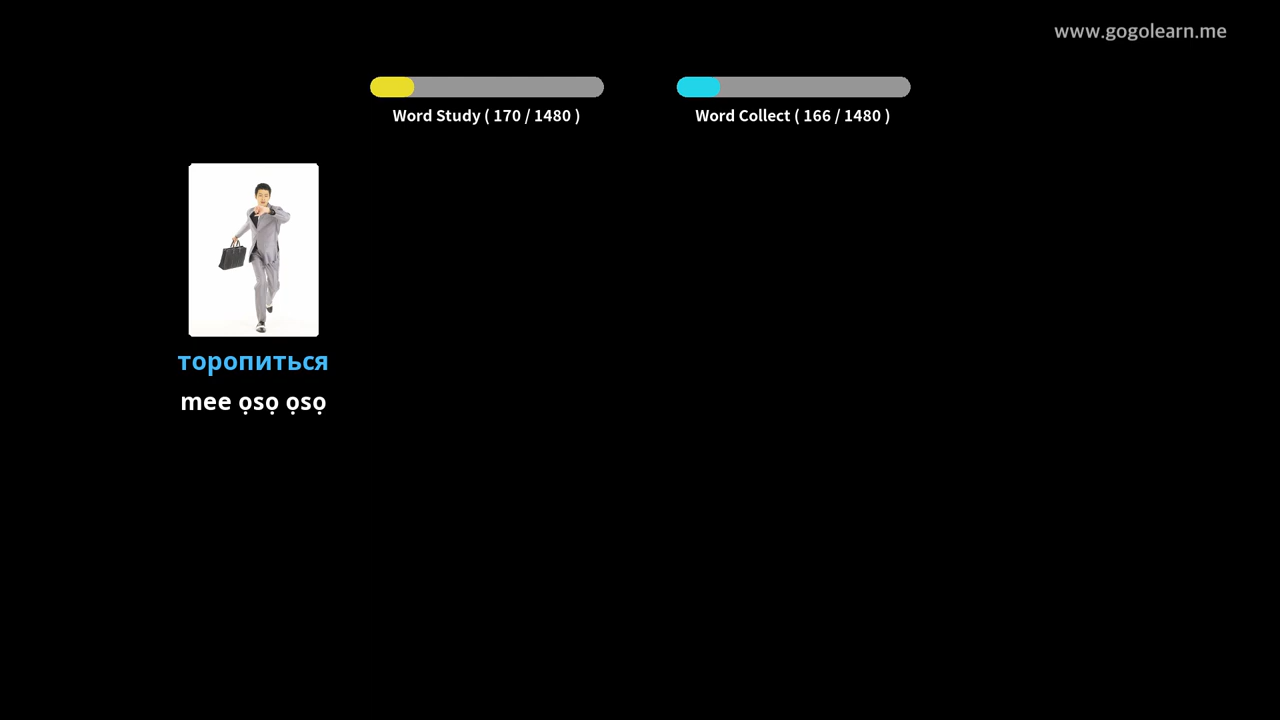 www.gogolearn.me
Word Study ( 170 / 1480 )
Word Collect ( 166 / 1480 )
торопиться
mee ọsọ ọsọ